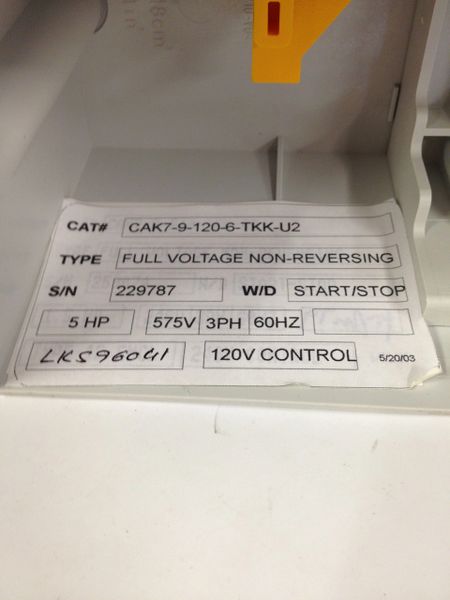 CAT# CAK7-9-120-6-TKK-U2
TYPE FULL VOLTAGE NON-REVERSING
S/N 229787 W/D START/STOP
5 HP 575V 3PH 60HZ
LKS96041 120V CONTROL 5/20/03